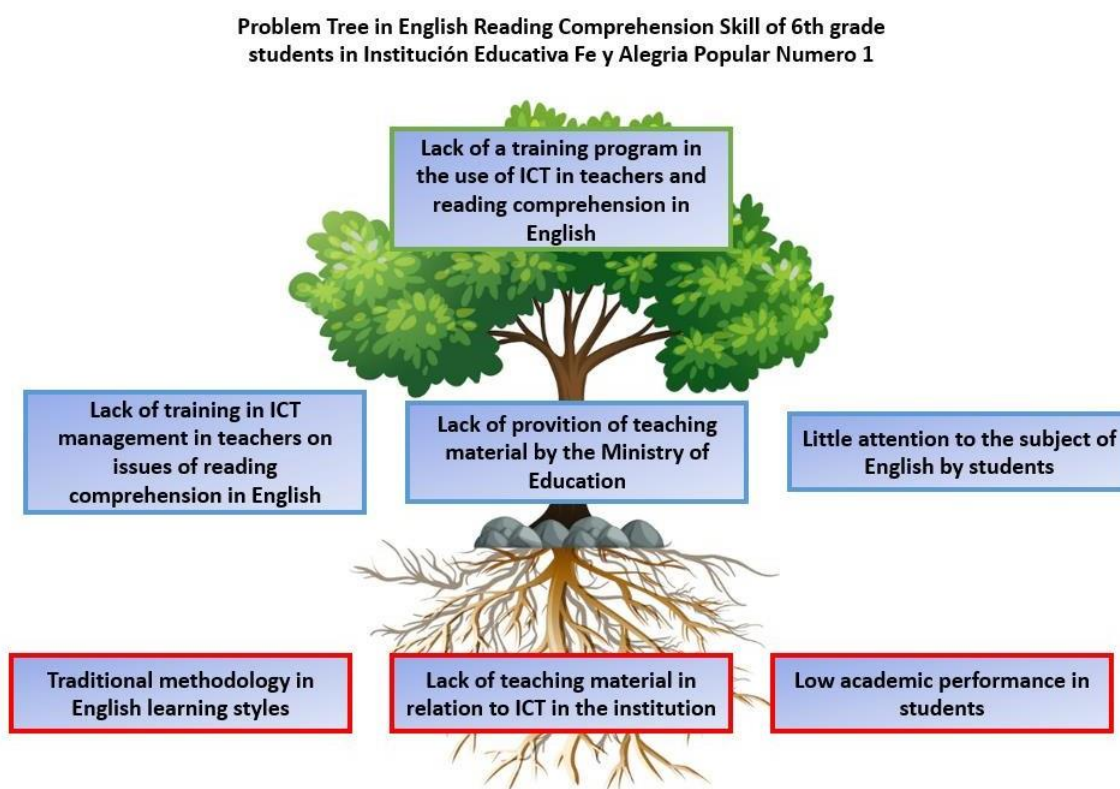 Problem Tree in English Reading Comprehension Skill of 6th grade
students in Institución Educativa Fe y Alegria Popular Numero 1
Lack of a training program in
the use of ICT in teachers and
reading comprehension in
English
Lack of training in ICT
management in teachers on
issues of reading
comprehension in English
Lack of provition of teaching
material by the Ministry of
Education
Little attention to the subject of
English by students
Traditional methodology in
English learning styles
Lack of teaching material in
relation to ICT in the institution
Low academic performance in
students